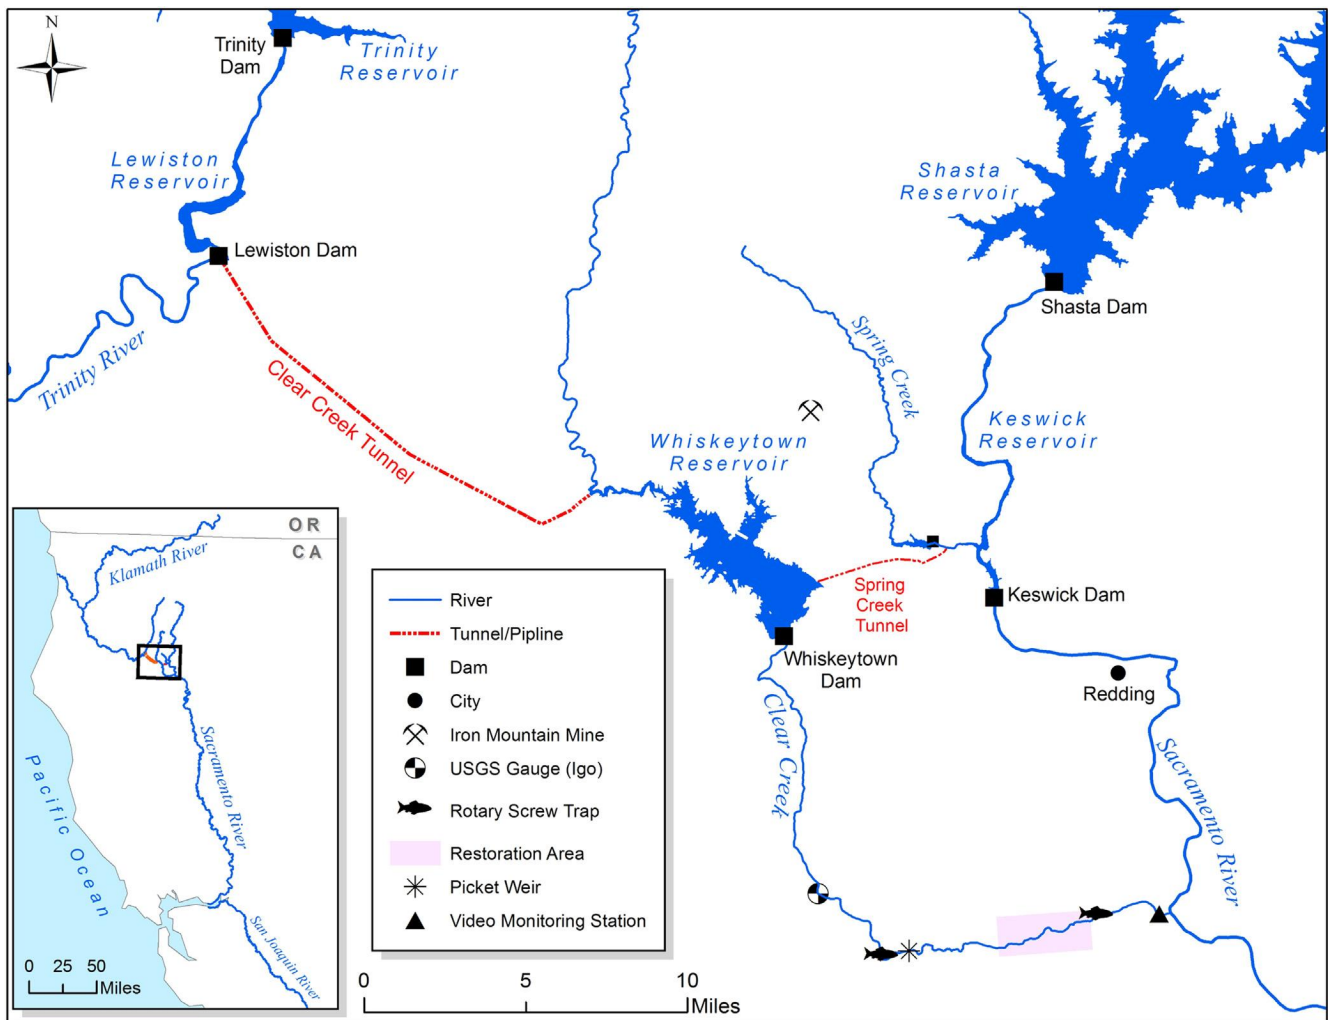 N
Trinity
Dam
Trinity
Reservoir
Lewiston
Reservoir
Lewiston Dam
Trinity River
Clear Creek Tunnel
Shasta
Reservoir
Shasta Dam
Spring Creek
Keswick
Reservoir
Whiskeytown
Reservoir
Spring
Creek
Tunnel
Keswick Dam
Whiskeytown
Dam
Redding
Clear Creek
Sacramento River
OR
CA
Klamath River
Sacramento River
Pacific Ocean
San Joaquin River
0 25 50
Miles
River
Tunnel/Pipline
Dam
City
Iron Mountain Mine
USGS Gauge (Igo)
Rotary Screw Trap
Restoration Area
Picket Weir
Video Monitoring Station
0 5 10
Miles